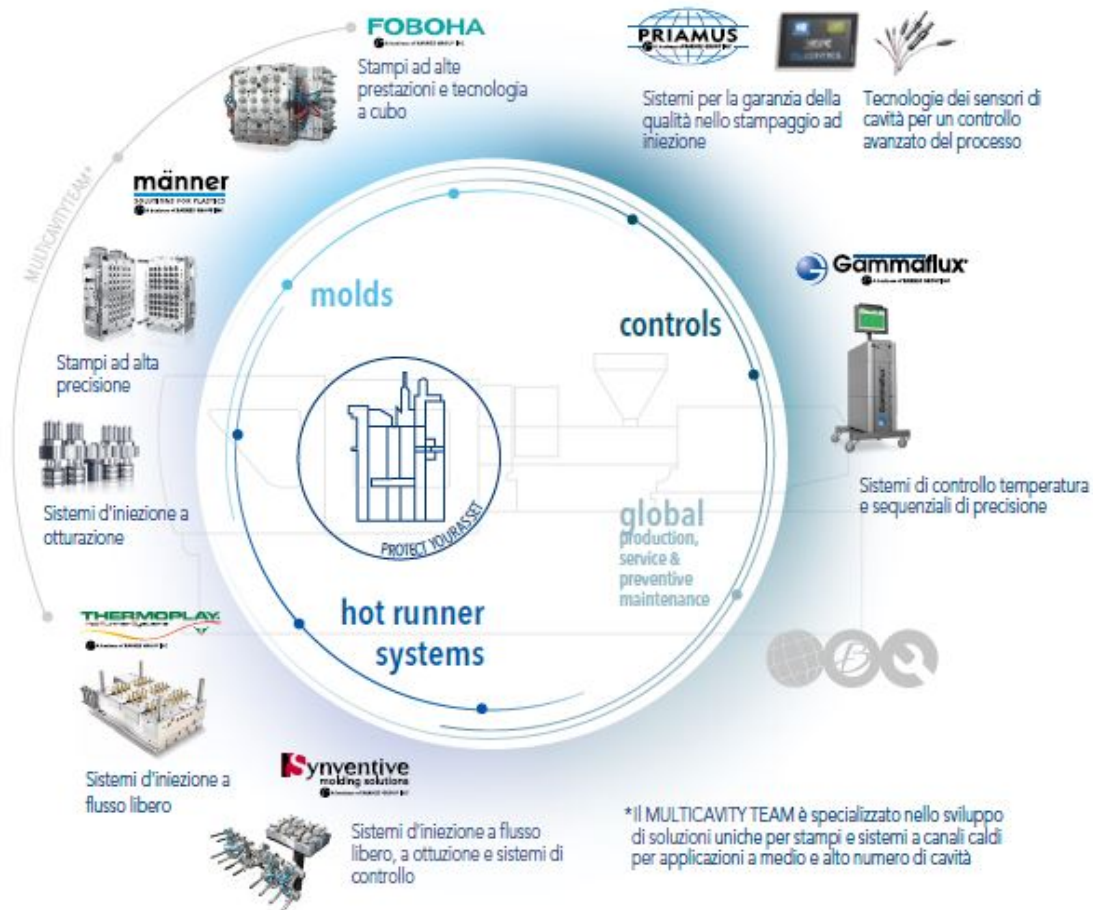 FOBOHA
Stampi ad alte
prestazioni e tecnologia
a cubo
PRIAMUS
Sistemi per la garanzia della
qualità nello stampaggio ad
iniezione
Tecnologie dei sensori di
cavità per un controllo
avanzato del processo
MULTICAVITYTEAM*
männer
SOLUTIONS FOR PLASTICS
Stampi ad alta
precisione
Sistemi d'iniezione a
otturazione
molds
controls
Gammaflux
Gammaflux
Sistemi di controllo temperatura
e sequenziali di precisione
PROTECT YOUR ASSET
global
production,
service &
preventive
maintenance
hot runner
systems
THERMOPLAY
Sistemi d'iniezione a
flusso libero
Synventive
molding solutions
Sistemi d'iniezione a flusso
libero, a ottuzione e sistemi di
controllo
*Il MULTICAVITY TEAM è specializzato nello sviluppo
di soluzioni uniche per stampi e sistemi a canali caldi
per applicazioni a medio e alto numero di cavità